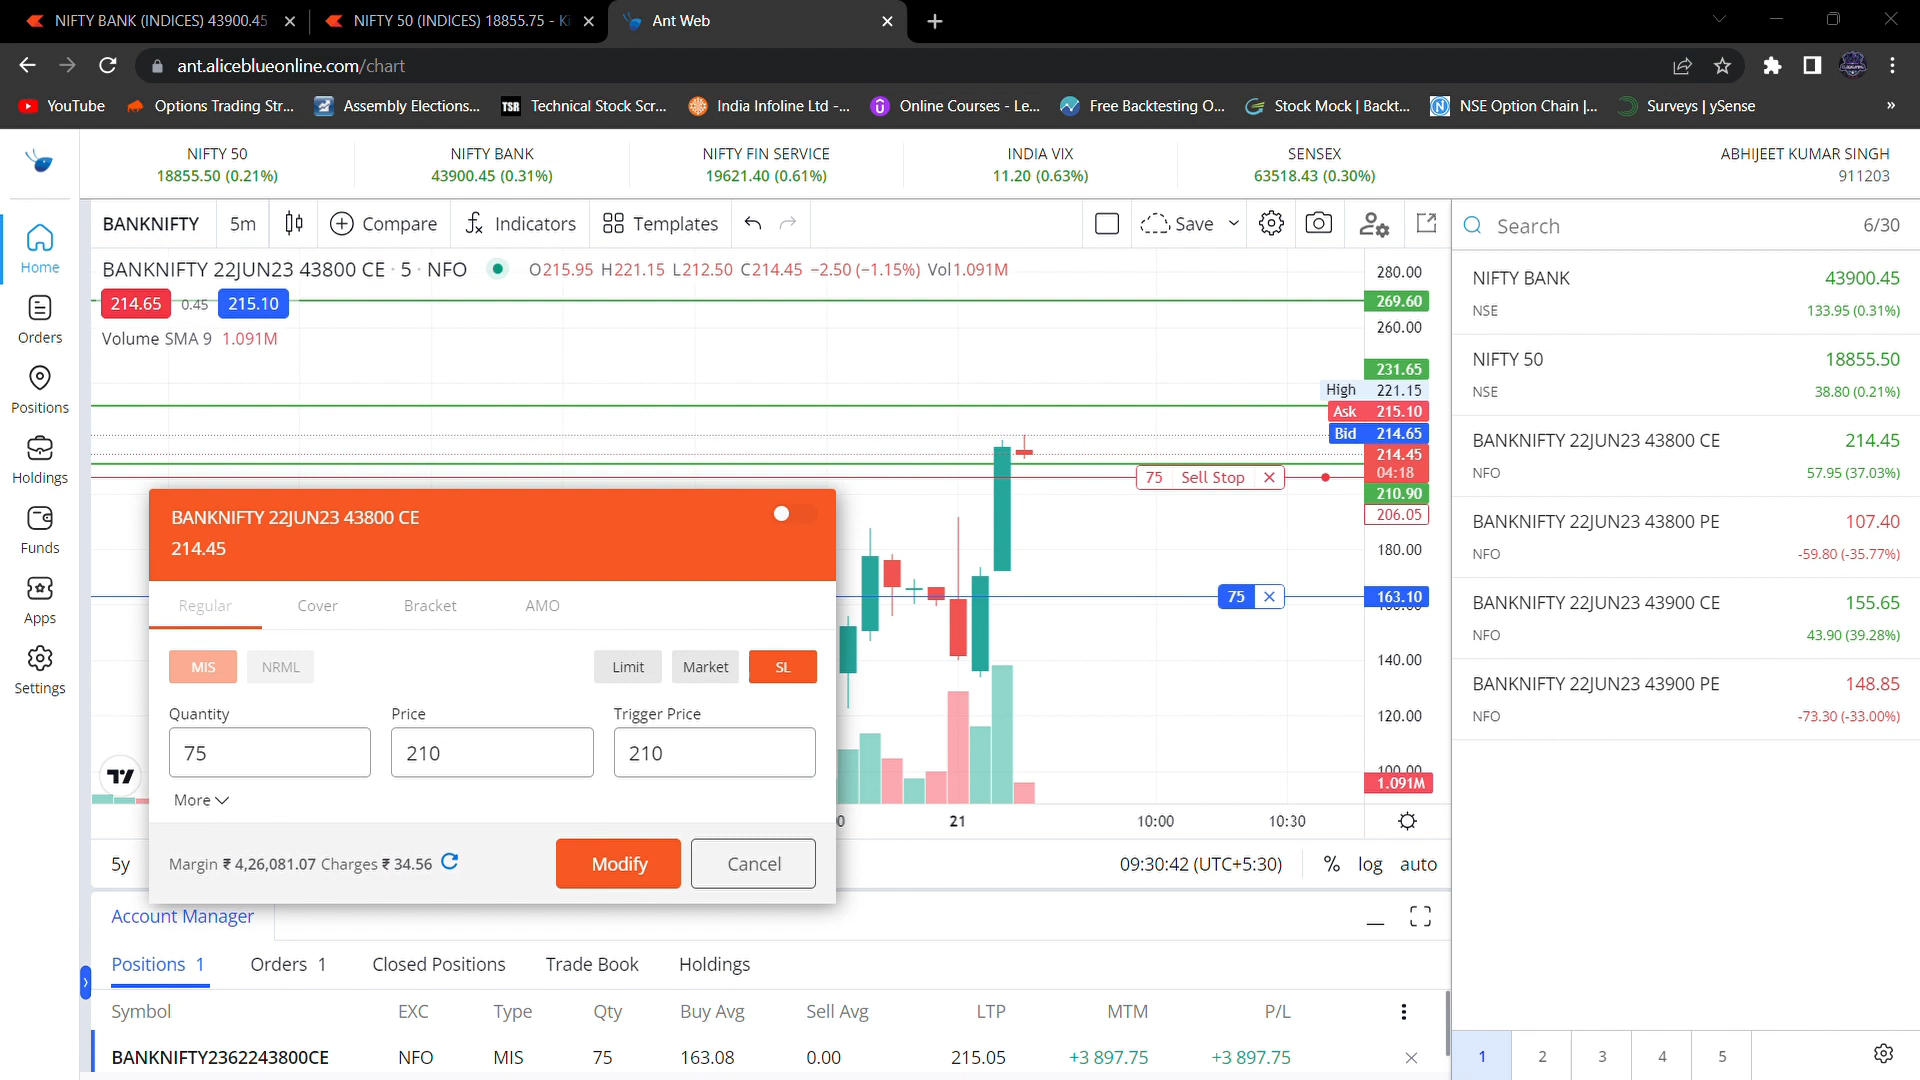 NIFTY BANK (INDICES) 43900.45
NIFTY 50 (INDICES) 18855.75 - Ki
Ant Web
ant.aliceblueonline.com/chart
YouTube
Options Trading Str...
Assembly Elections...
TSR Technical Stock Scr...
India Infoline Ltd -...
Online Courses - Le...
Free Backtesting O...
Stock Mock | Backt...
NSE Option Chain |...
Surveys | ySense
»
NIFTY 50
18855.50 (0.21%)
NIFTY BANK
43900.45 (0.31%)
NIFTY FIN SERVICE
19621.40 (0.61%)
INDIA VIX
11.20 (0.63%)
SENSEX
63518.43 (0.30%)
ABHIJEET KUMAR SINGH
911203
Home
Orders
Positions
Holdings
Funds
Apps
Settings
BANKNIFTY 5m Compare Indicators Templates Save
BANKNIFTY 22JUN23 43800 CE · 5 · NFO O215.95 H221.15 L212.50 C214.45 −2.50 (−1.15%) Vol1.091M
214.65 0.45 215.10
Volume SMA 9 1.091M
280.00
269.60
260.00
231.65
High 221.15
Ask 215.10
Bid 214.65
214.45
04:18
210.90
206.05
180.00
163.10
140.00
120.00
100.00
1.091M
75 Sell Stop ✕
75 ✕
BANKNIFTY 22JUN23 43800 CE
214.45
Regular Cover Bracket AMO
MIS NRML Limit Market SL
Quantity Price Trigger Price
75 210 210
More
Margin ₹ 4,26,081.07 Charges ₹ 34.56
Modify Cancel
21 10:00 10:30
5y 09:30:42 (UTC+5:30) % log auto
Account Manager
Positions 1 Orders 1 Closed Positions Trade Book Holdings
Symbol EXC Type Qty Buy Avg Sell Avg LTP MTM P/L
BANKNIFTY2362243800CE NFO MIS 75 163.08 0.00 215.05 +3 897.75 +3 897.75
Search 6/30
NIFTY BANK 43900.45
NSE 133.95 (0.31%)
NIFTY 50 18855.50
NSE 38.80 (0.21%)
BANKNIFTY 22JUN23 43800 CE 214.45
NFO 57.95 (37.03%)
BANKNIFTY 22JUN23 43800 PE 107.40
NFO -59.80 (-35.77%)
BANKNIFTY 22JUN23 43900 CE 155.65
NFO 43.90 (39.28%)
BANKNIFTY 22JUN23 43900 PE 148.85
NFO -73.30 (-33.00%)
1 2 3 4 5